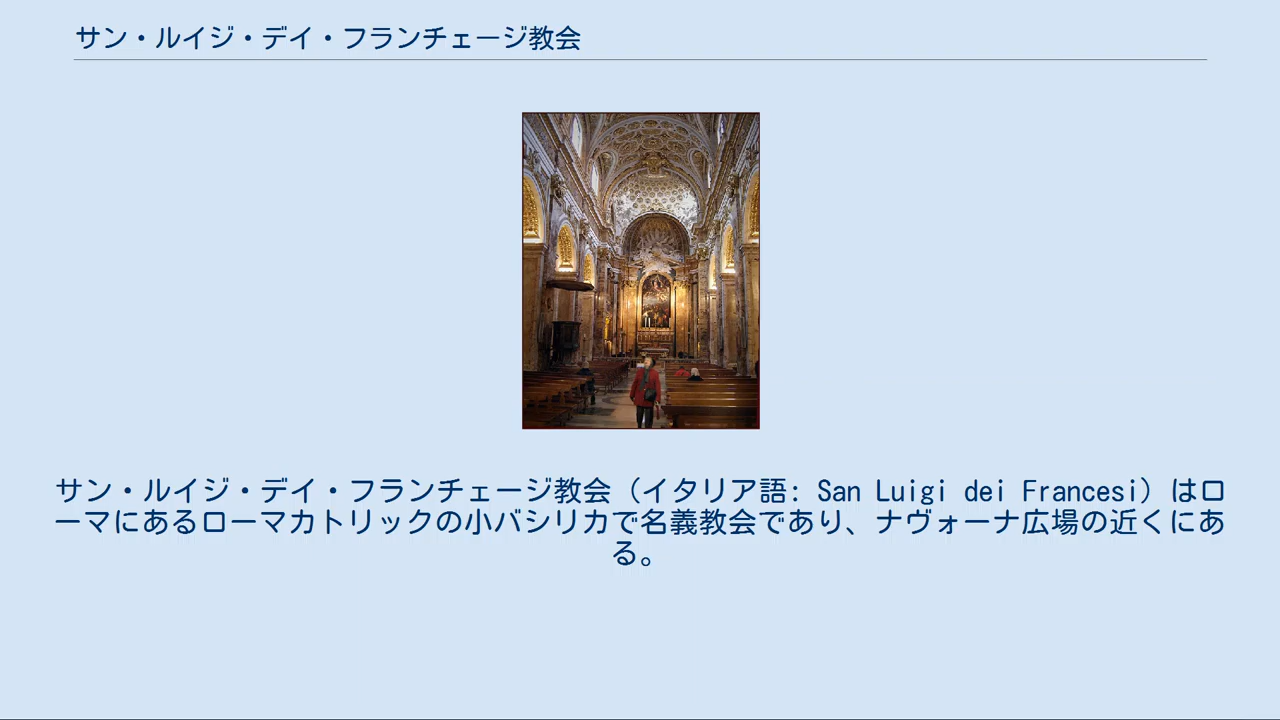 サン・ルイジ・デイ・フランチェージ教会
サン・ルイジ・デイ・フランチェージ教会（イタリア語: San Luigi dei Francesi）はロ
ーマにあるローマカトリックの小バシリカで名義教会であり、ナヴォーナ広場の近くにあ
る。